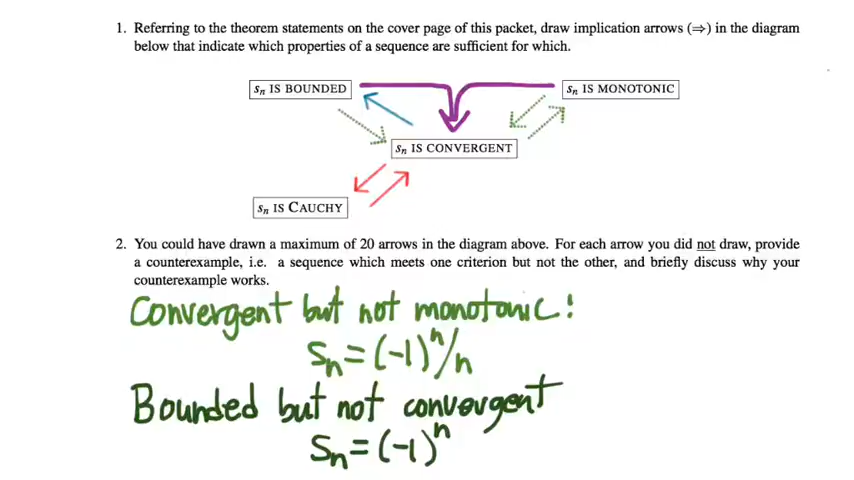 1. Referring to the theorem statements on the cover page of this packet, draw implication arrows (⇒) in the diagram
below that indicate which properties of a sequence are sufficient for which.
sₙ IS BOUNDED
sₙ IS MONOTONIC
sₙ IS CONVERGENT
sₙ IS CAUCHY
2. You could have drawn a maximum of 20 arrows in the diagram above. For each arrow you did not draw, provide
a counterexample, i.e. a sequence which meets one criterion but not the other, and briefly discuss why your
counterexample works.
Convergent but not monotonic!
Sₙ=(-1)ⁿ/n
Bounded but not convergent
Sₙ=(-1)ⁿ